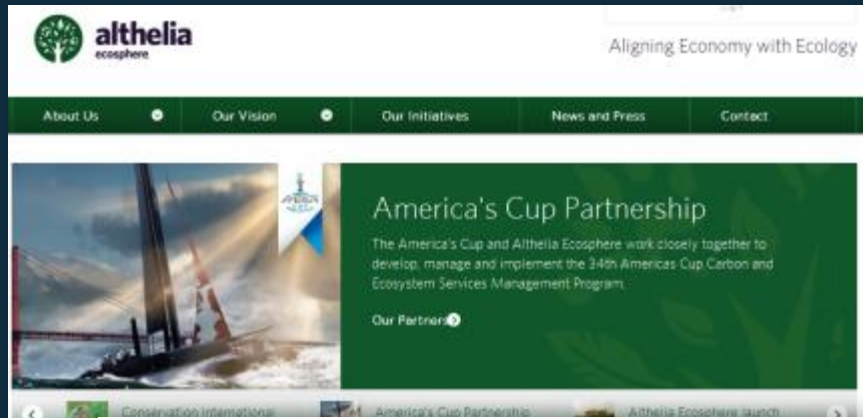 althelia
ecosphere
Aligning Economy with Ecology
About Us
Our Vision
Our Initiatives
News and Press
Contact
America's Cup Partnership
The America's Cup and Althelia Ecosphere work closely together to
develop, manage and implement the 34th Americas Cup Carbon and
Ecosystem Services Management Program.
Our Partners
Conservation International
America's Cup Partnership
Althelia Ecosphere